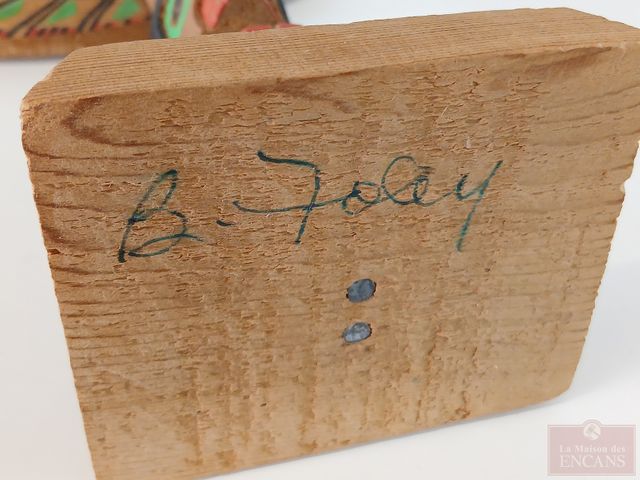 B. Foley
La Maison des
ENCANS